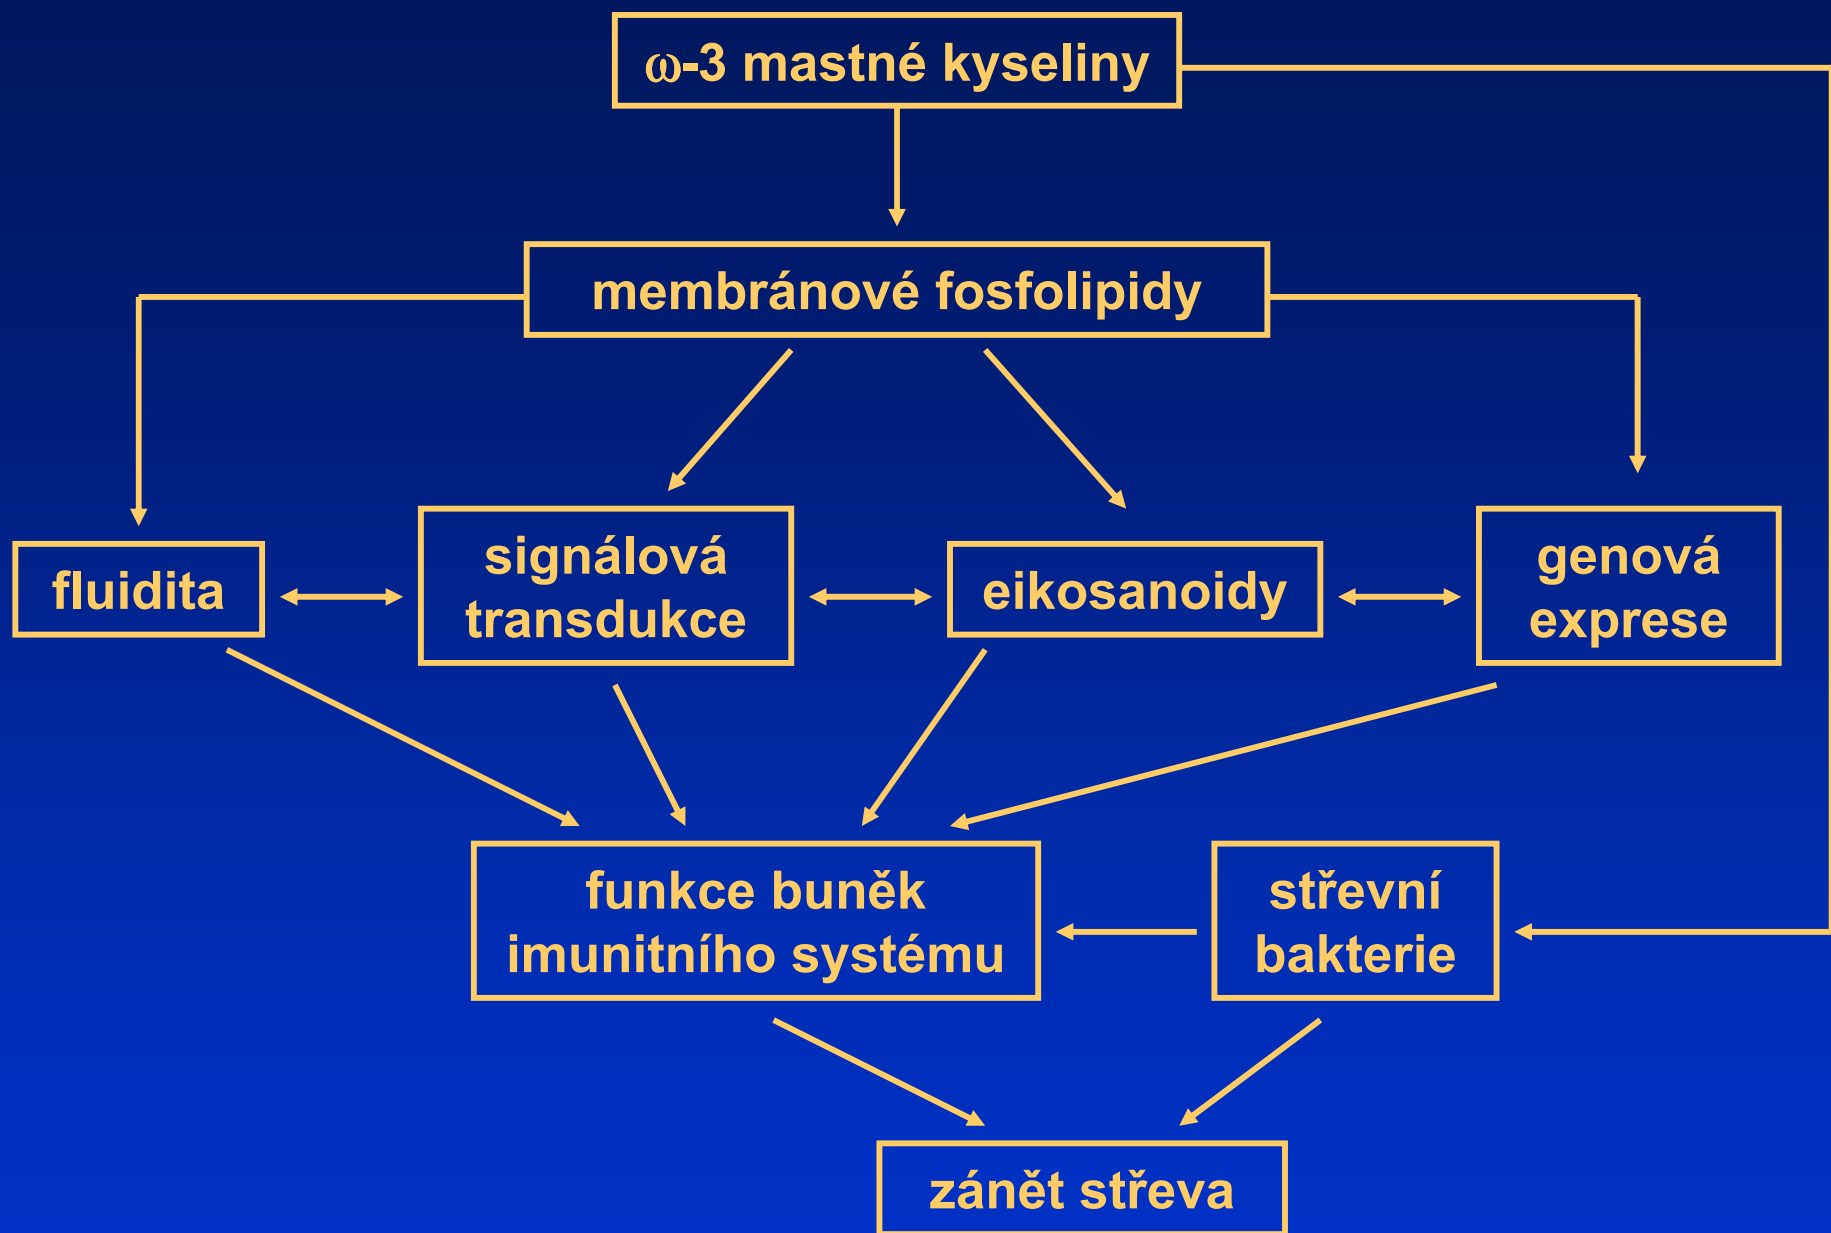 ω-3 mastné kyseliny
membránové fosfolipidy
fluidita
signálová
transdukce
eikosanoidy
genová
exprese
funkce buněk
imunitního systému
střevní
bakterie
zánět střeva